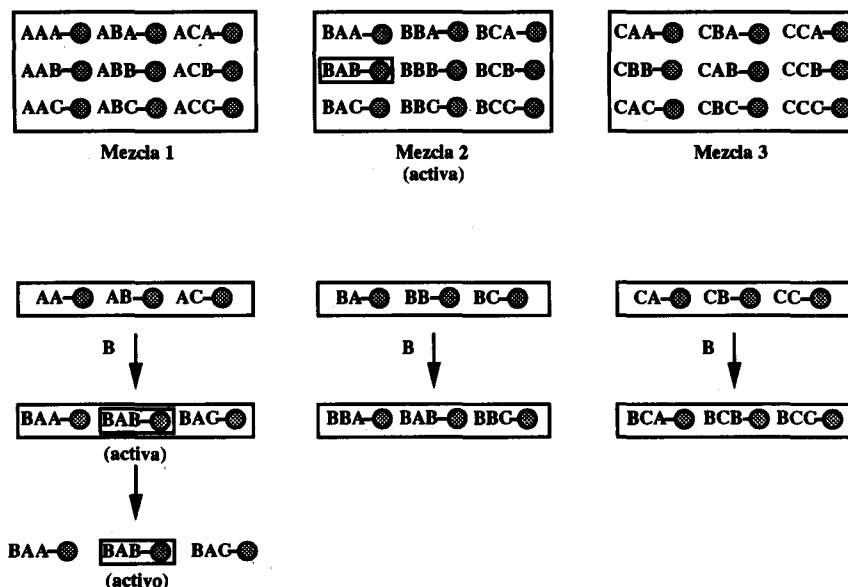 AAA ABA ACA
AAB ABB ACB
AAC ABC ACC
Mezcla 1
BAA BBA BCA
BAB BBB BCB
BAC BBC BCC
Mezcla 2
(activa)
CAA CBA CCA
CBB CAB CCB
CAC CBC CCC
Mezcla 3
AA AB AC
BA BB BC
CA CB CC
B
B
B
BAA BAB BAC
(activa)
BBA BAB BBC
BCA BCB BCC
BAA BAB BAC
(activo)